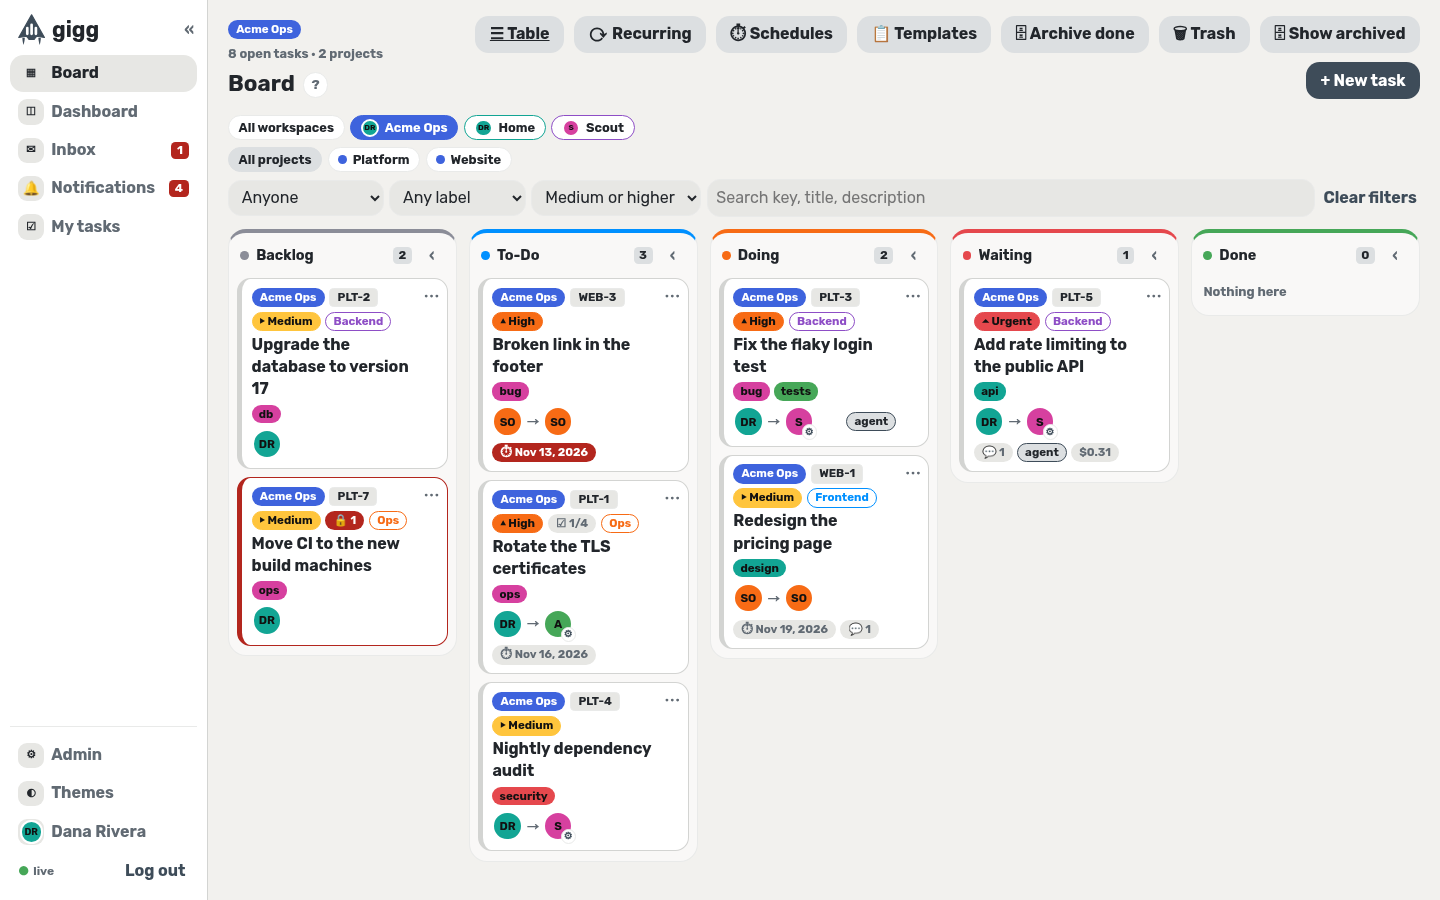 gigg
«
Board
Dashboard
Inbox 1
Notifications 4
My tasks
Admin
Themes
DR Dana Rivera
live Log out
Acme Ops
8 open tasks • 2 projects
Board ?
Table
Recurring
Schedules
Templates
Archive done
Trash
Show archived
+ New task
All workspaces DR Acme Ops DR Home S Scout
All projects Platform Website
Anyone Any label Medium or higher Search key, title, description Clear filters
Backlog 2
Acme Ops PLT-2
Medium Backend
Upgrade the
database to version
17
db
DR
Acme Ops PLT-7
Medium 1 Ops
Move CI to the new
build machines
ops
DR
To-Do 3
Acme Ops WEB-3
High
Broken link in the
footer
bug
SO → SO
Nov 13, 2026
Acme Ops PLT-1
High 1/4 Ops
Rotate the TLS
certificates
ops
DR → A
Nov 16, 2026
Acme Ops PLT-4
Medium
Nightly dependency
audit
security
DR → S
Doing 2
Acme Ops PLT-3
High Backend
Fix the flaky login
test
bug tests
DR → S agent
Acme Ops WEB-1
Medium Frontend
Redesign the
pricing page
design
SO → SO
Nov 19, 2026 1
Waiting 1
Acme Ops PLT-5
Urgent Backend
Add rate limiting to
the public API
api
DR → S
1 agent $0.31
Done 0
Nothing here